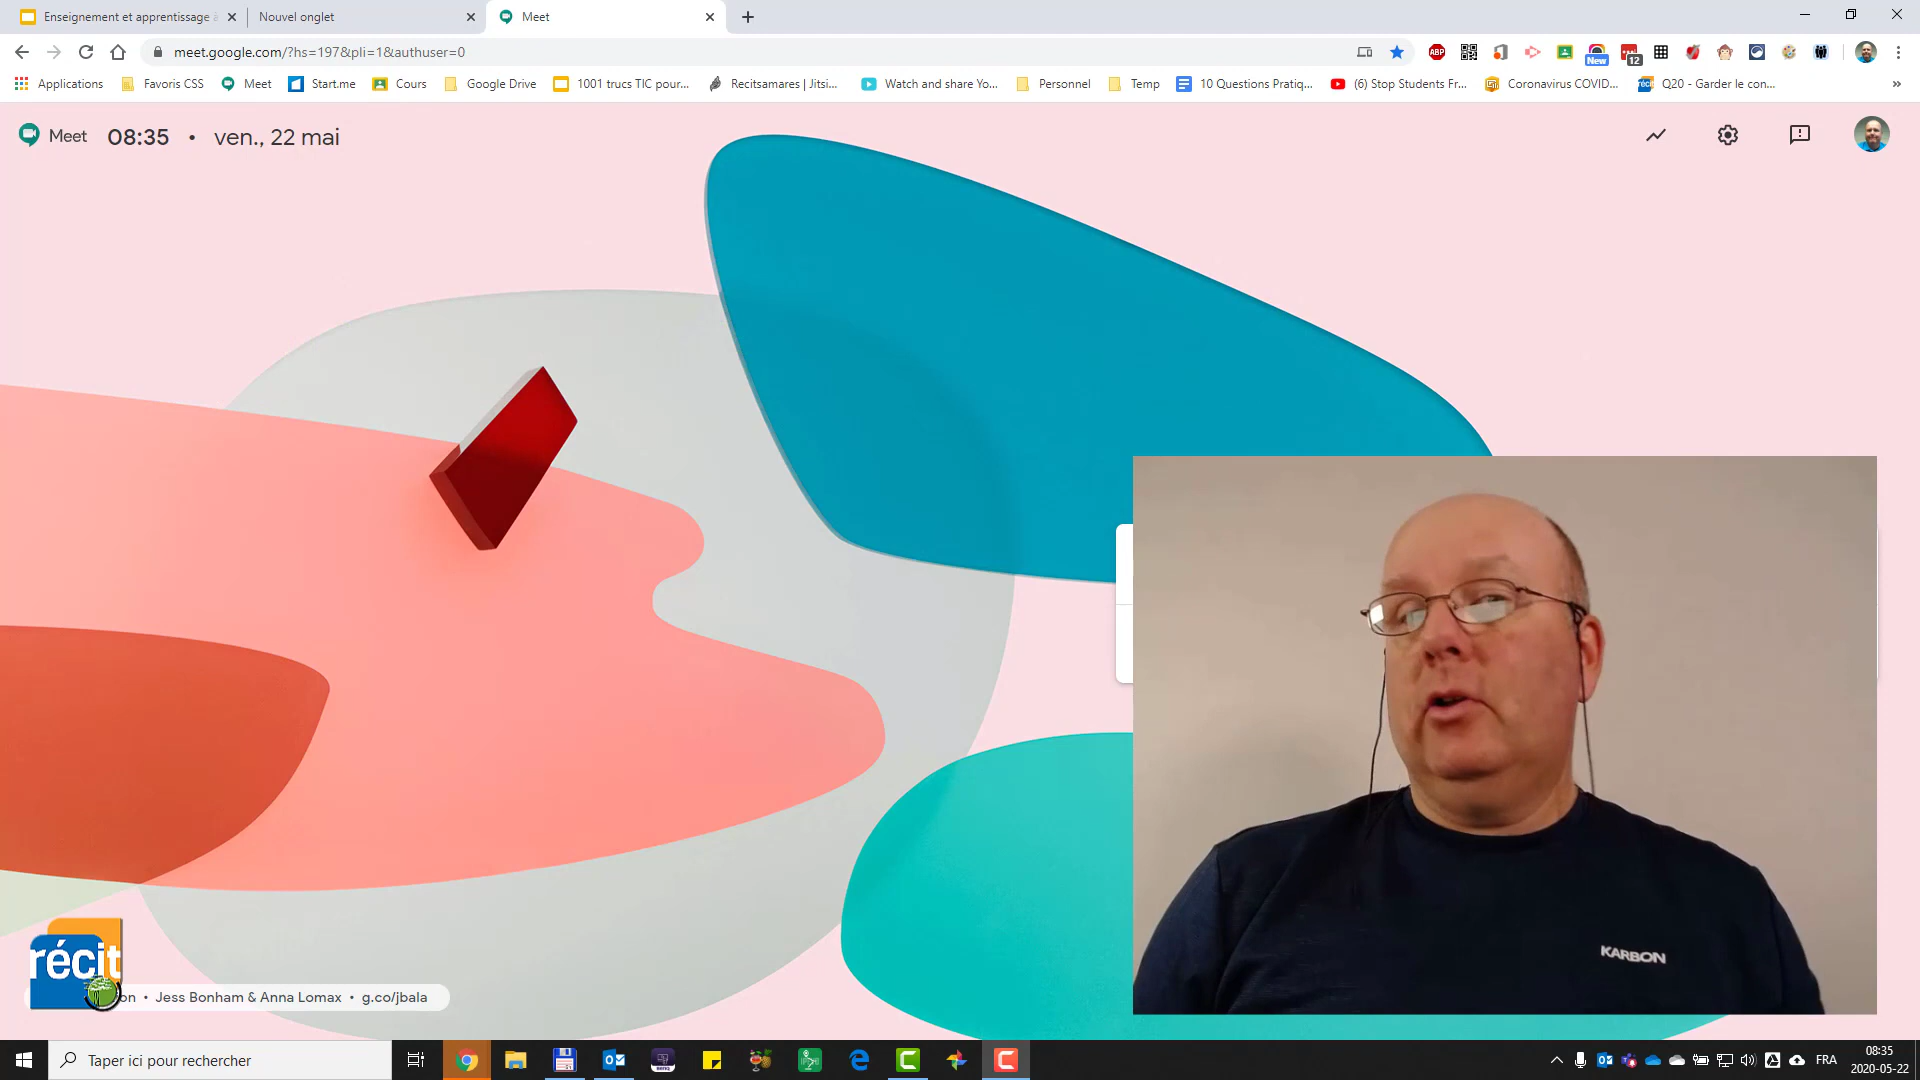 Enseignement et apprentissage à
Nouvel onglet
Meet
meet.google.com/?hs=197&pli=1&authuser=0
ABP
New
12
Applications
Favoris CSS
Meet
Start.me
Cours
Google Drive
1001 trucs TIC pour...
Recitsamares | Jitsi...
Watch and share Yo...
Personnel
Temp
10 Questions Pratiq...
(6) Stop Students Fr...
Coronavirus COVID...
Q20 - Garder le con...
»
Meet 08:35 • ven., 22 mai
KARBON
récit
on • Jess Bonham & Anna Lomax • g.co/jbala
Taper ici pour rechercher
FRA
08:35
2020-05-22